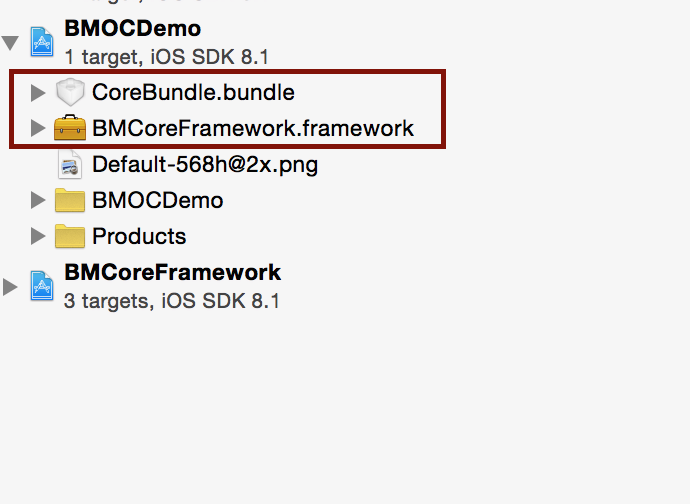 BMOCDemo
1 target, iOS SDK 8.1
CoreBundle.bundle
BMCoreFramework.framework
Default-568h@2x.png
BMOCDemo
Products
BMCoreFramework
3 targets, iOS SDK 8.1